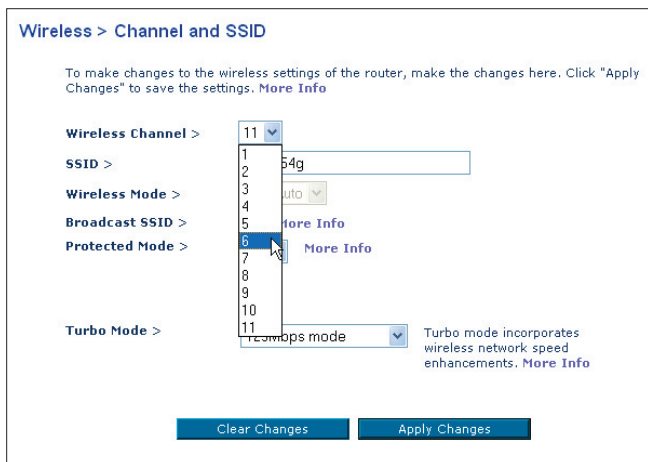 Wireless > Channel and SSID
To make changes to the wireless settings of the router, make the changes here. Click "Apply
Changes" to save the settings. More Info
Wireless Channel > 11
1
2
3
4
5
6
7
8
9
10
11
SSID > 54g
Wireless Mode >
Broadcast SSID > More Info
Protected Mode > More Info
Turbo Mode > 125Mbps mode
Turbo mode incorporates
wireless network speed
enhancements. More Info
Clear Changes Apply Changes